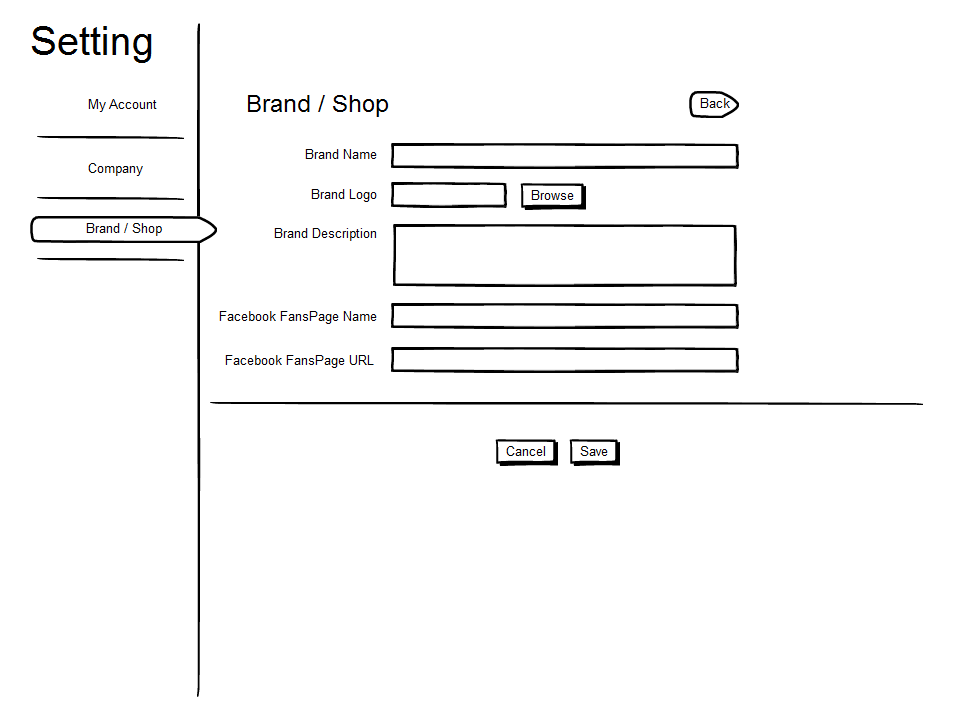 Setting
My Account
Company
Brand / Shop
Brand / Shop
Back
Brand Name
Brand Logo
Browse
Brand Description
Facebook FansPage Name
Facebook FansPage URL
Cancel
Save